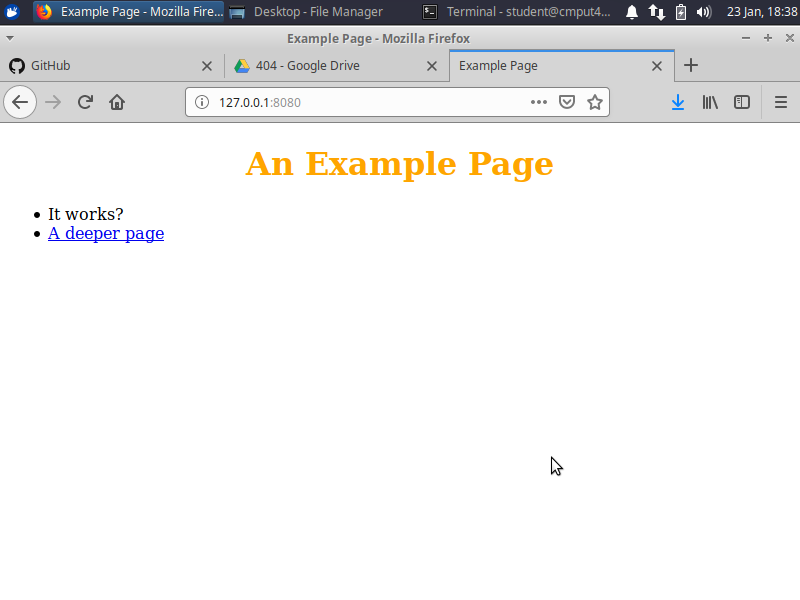 Example Page - Mozilla Fire...
Desktop - File Manager
Terminal - student@cmput4...
23 Jan, 18:38
Example Page - Mozilla Firefox
GitHub
404 - Google Drive
Example Page
127.0.0.1:8080
An Example Page
• It works?
• A deeper page